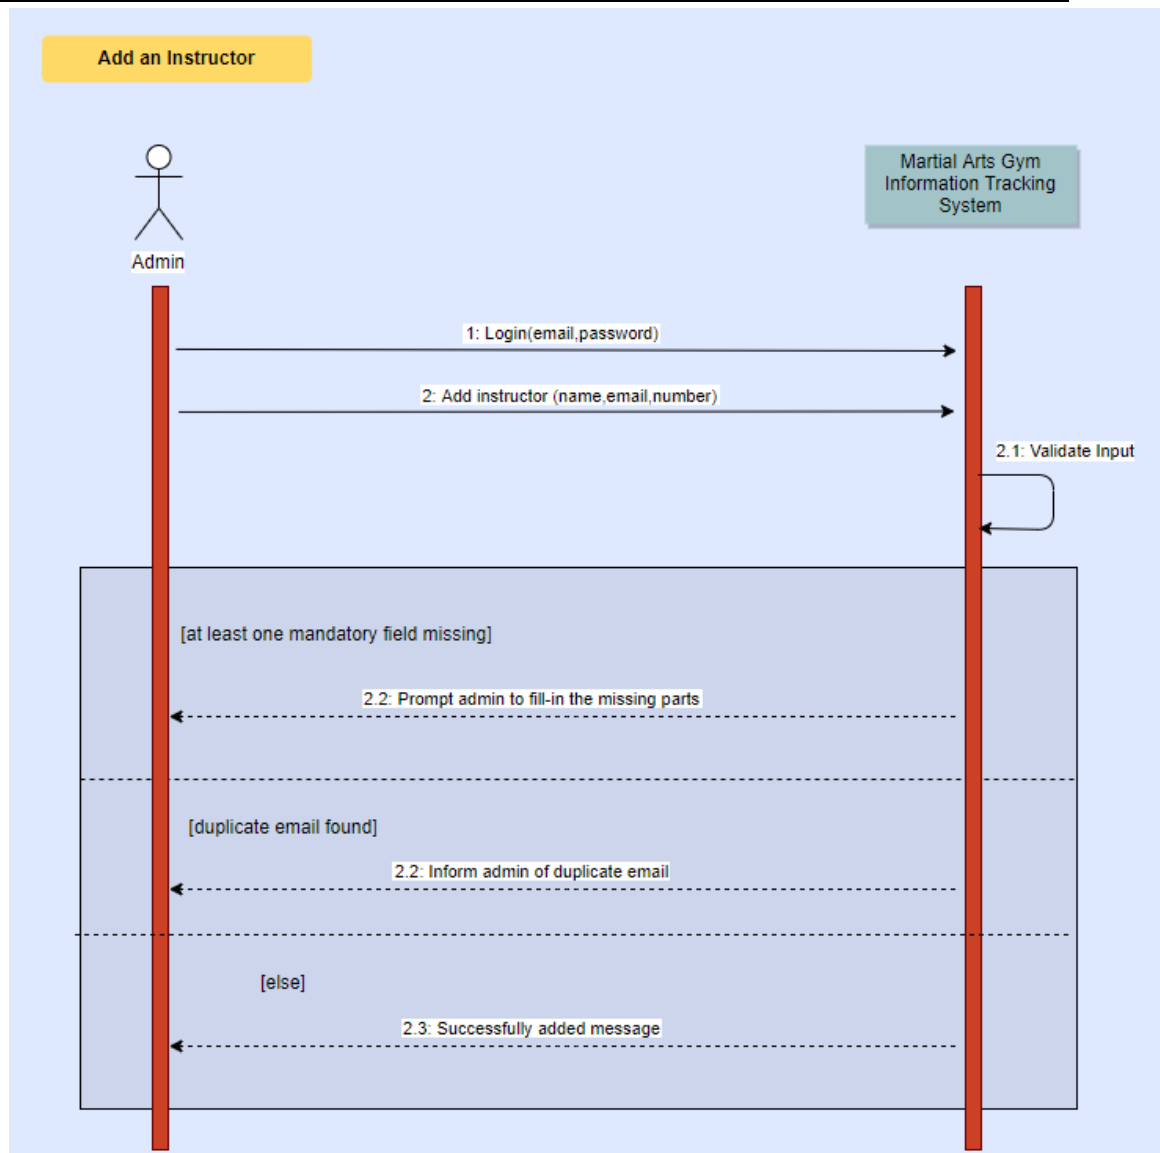 Add an Instructor
Martial Arts Gym
Information Tracking
System
Admin
1: Login(email,password)
2: Add instructor (name,email,number)
2.1: Validate Input
[at least one mandatory field missing]
2.2: Prompt admin to fill-in the missing parts
[duplicate email found]
2.2: Inform admin of duplicate email
[else]
2.3: Successfully added message